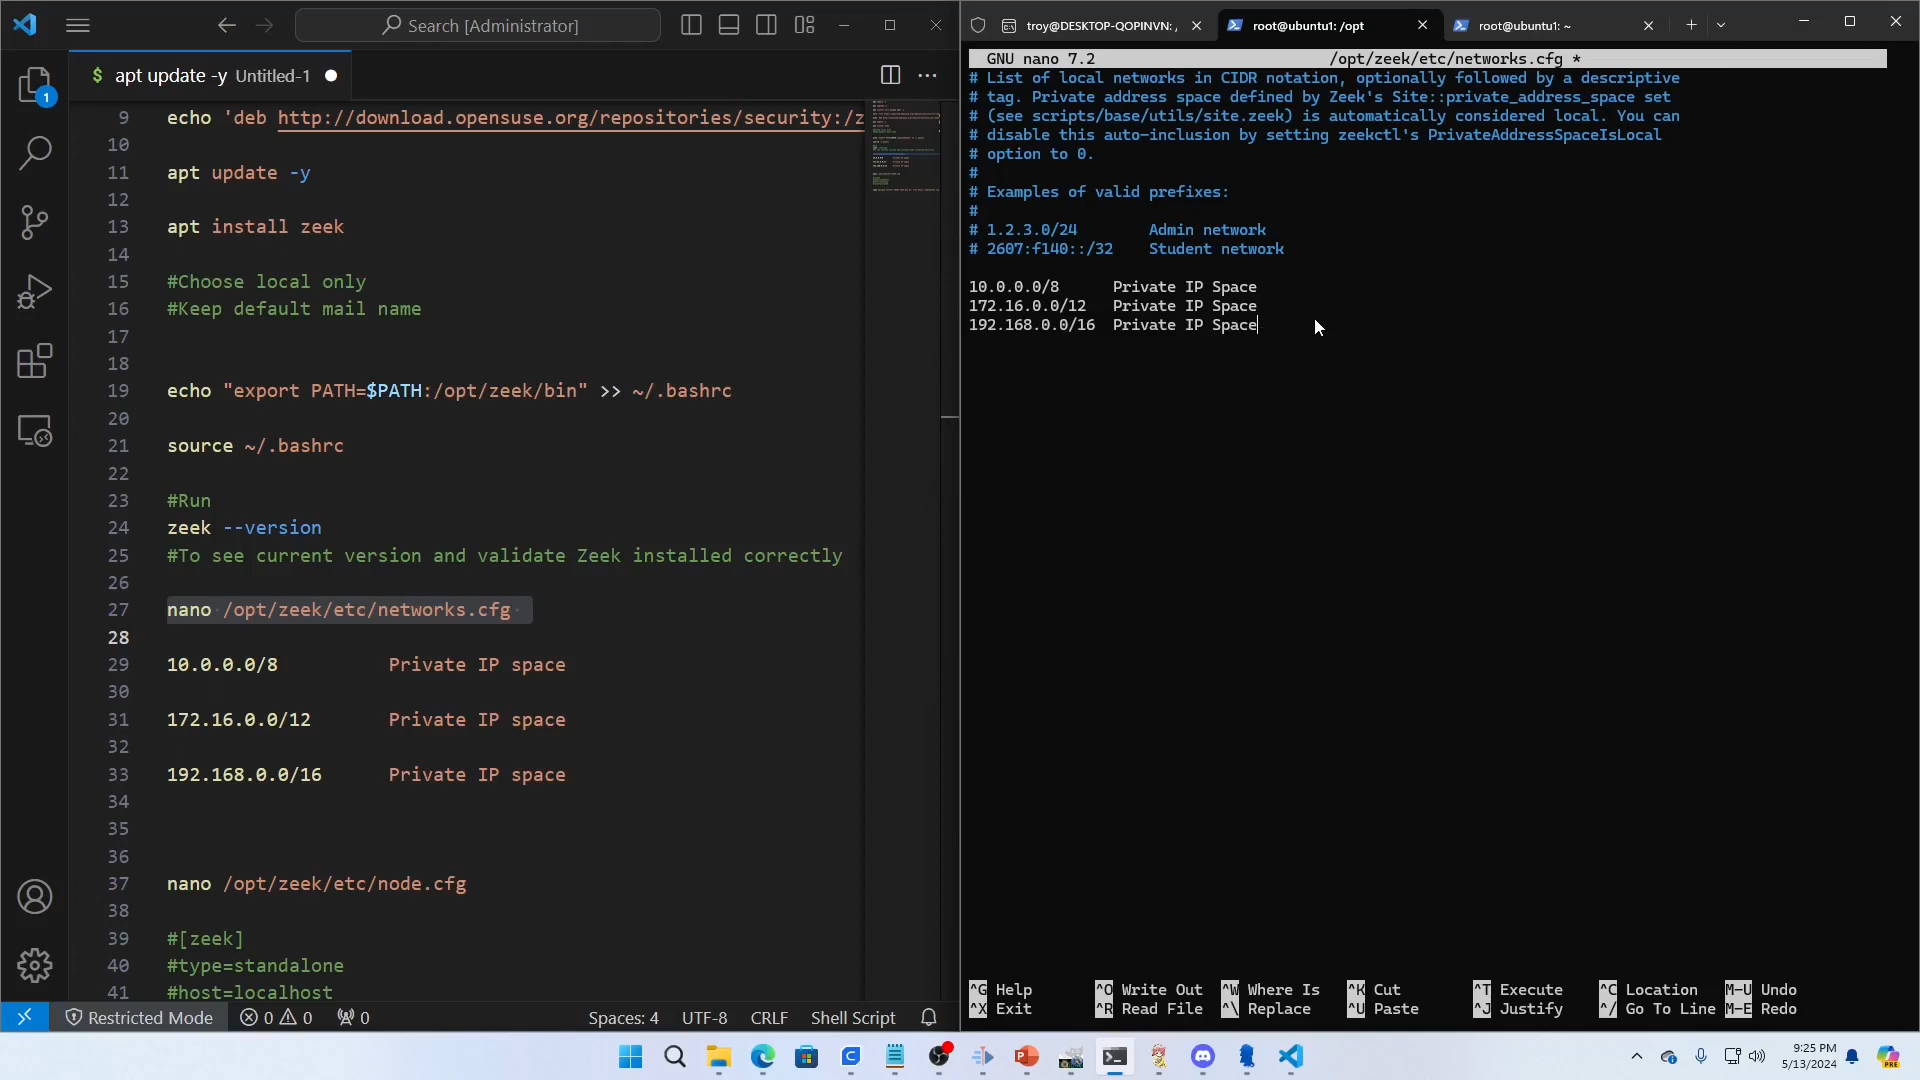 Search [Administrator]
1
$ apt update -y Untitled-1
9 echo 'deb http://download.opensuse.org/repositories/security:/z
10
11 apt update -y
12
13 apt install zeek
14
15 #Choose local only
16 #Keep default mail name
17
18
19 echo "export PATH=$PATH:/opt/zeek/bin" >> ~/.bashrc
20
21 source ~/.bashrc
22
23 #Run
24 zeek --version
25 #To see current version and validate Zeek installed correctly
26
27 nano /opt/zeek/etc/networks.cfg
28
29 10.0.0.0/8 Private IP space
30
31 172.16.0.0/12 Private IP space
32
33 192.168.0.0/16 Private IP space
34
35
36
37 nano /opt/zeek/etc/node.cfg
38
39 #[zeek]
40 #type=standalone
41 #host=localhost
Restricted Mode 0 0 0 Spaces: 4 UTF-8 CRLF Shell Script
troy@DESKTOP-QOPINVN: / root@ubuntu1: /opt root@ubuntu1: ~
GNU nano 7.2 /opt/zeek/etc/networks.cfg *
# List of local networks in CIDR notation, optionally followed by a descriptive
# tag. Private address space defined by Zeek's Site::private_address_space set
# (see scripts/base/utils/site.zeek) is automatically considered local. You can
# disable this auto-inclusion by setting zeekctl's PrivateAddressSpaceIsLocal
# option to 0.
#
# Examples of valid prefixes:
#
# 1.2.3.0/24 Admin network
# 2607:f140::/32 Student network
10.0.0.0/8 Private IP Space
172.16.0.0/12 Private IP Space
192.168.0.0/16 Private IP Space
^G Help ^O Write Out ^W Where Is ^K Cut ^T Execute ^C Location M-U Undo
^X Exit ^R Read File ^\ Replace ^U Paste ^J Justify ^/ Go To Line M-E Redo
9:25 PM
5/13/2024